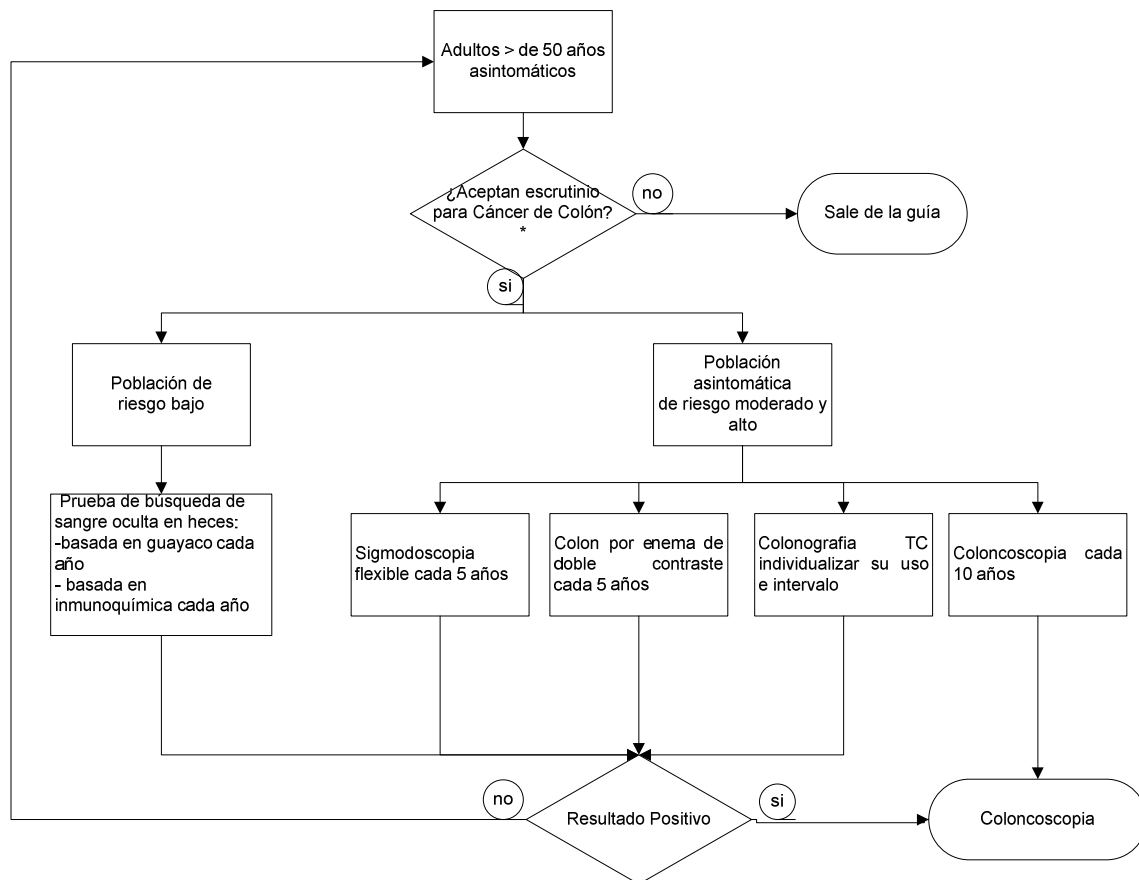 Adultos > de 50 años
asintomáticos
¿Aceptan escrutinio
para Cáncer de Colón?
*
no
Sale de la guía
si
Población de
riesgo bajo
Población
asintomática
de riesgo moderado y
alto
Prueba de búsqueda de
sangre oculta en heces:
-basada en guayaco cada
año
- basada en
inmunoquímica cada año
Sigmodoscopia
flexible cada 5 años
Colon por enema de
doble contraste
cada 5 años
Colonografia TC
individualizar su uso
e intervalo
Coloncoscopia cada
10 años
no
Resultado Positivo
si
Coloncoscopia